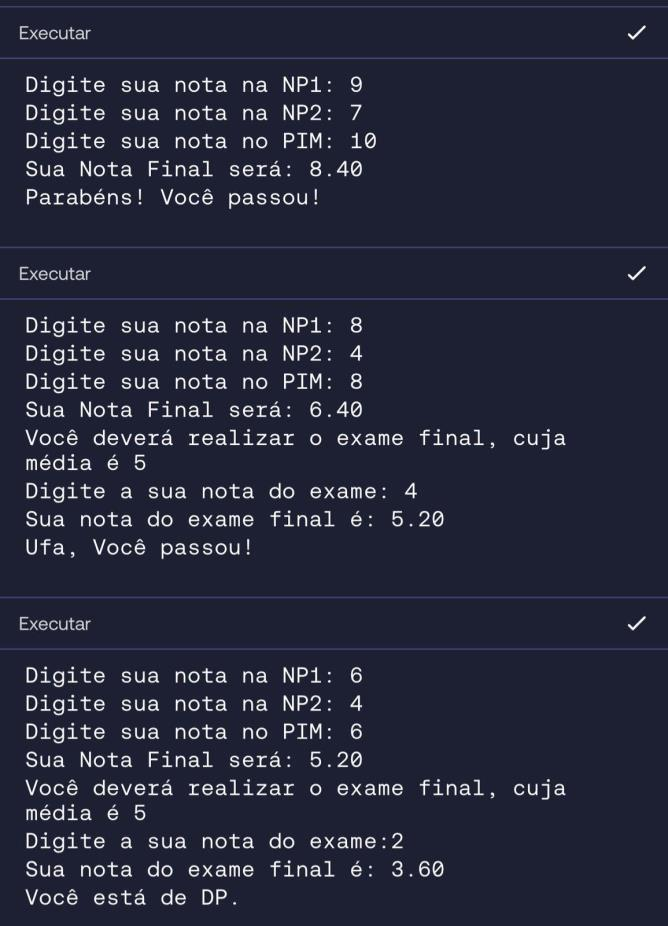 Executar
Digite sua nota na NP1: 9
Digite sua nota na NP2: 7
Digite sua nota no PIM: 10
Sua Nota Final será: 8.40
Parabéns! Você passou!
Executar
Digite sua nota na NP1: 8
Digite sua nota na NP2: 4
Digite sua nota no PIM: 8
Sua Nota Final será: 6.40
Você deverá realizar o exame final, cuja
média é 5
Digite a sua nota do exame: 4
Sua nota do exame final é: 5.20
Ufa, Você passou!
Executar
Digite sua nota na NP1: 6
Digite sua nota na NP2: 4
Digite sua nota no PIM: 6
Sua Nota Final será: 5.20
Você deverá realizar o exame final, cuja
média é 5
Digite a sua nota do exame:2
Sua nota do exame final é: 3.60
Você está de DP.